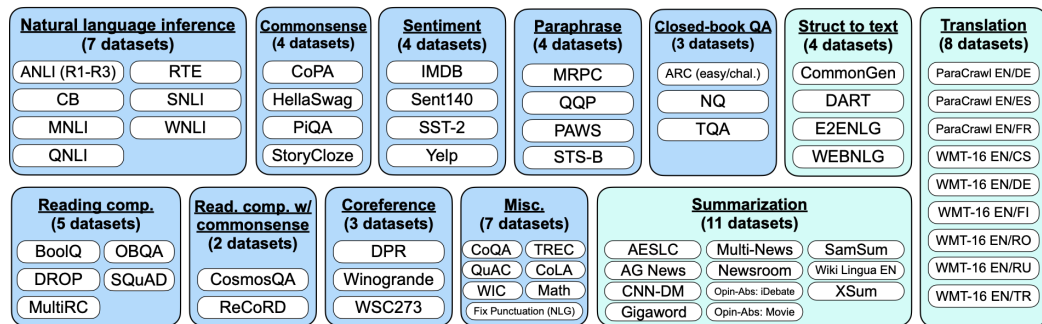 Natural language inference
(7 datasets)
ANLI (R1-R3)
RTE
CB
SNLI
MNLI
WNLI
QNLI
Commonsense
(4 datasets)
CoPA
HellaSwag
PiQA
StoryCloze
Sentiment
(4 datasets)
IMDB
Sent140
SST-2
Yelp
Paraphrase
(4 datasets)
MRPC
QQP
PAWS
STS-B
Closed-book QA
(3 datasets)
ARC (easy/chal.)
NQ
TQA
Struct to text
(4 datasets)
CommonGen
DART
E2ENLG
WEBNLG
Translation
(8 datasets)
ParaCrawl EN/DE
ParaCrawl EN/ES
ParaCrawl EN/FR
WMT-16 EN/CS
WMT-16 EN/DE
WMT-16 EN/FI
WMT-16 EN/RO
WMT-16 EN/RU
WMT-16 EN/TR
Reading comp.
(5 datasets)
BoolQ
OBQA
DROP
SQuAD
MultiRC
Read. comp. w/
commonsense
(2 datasets)
CosmosQA
ReCoRD
Coreference
(3 datasets)
DPR
Winogrande
WSC273
Misc.
(7 datasets)
CoQA
TREC
QuAC
CoLA
WIC
Math
Fix Punctuation (NLG)
Summarization
(11 datasets)
AESLC
Multi-News
SamSum
AG News
Newsroom
Wiki Lingua EN
CNN-DM
Opin-Abs: iDebate
XSum
Gigaword
Opin-Abs: Movie